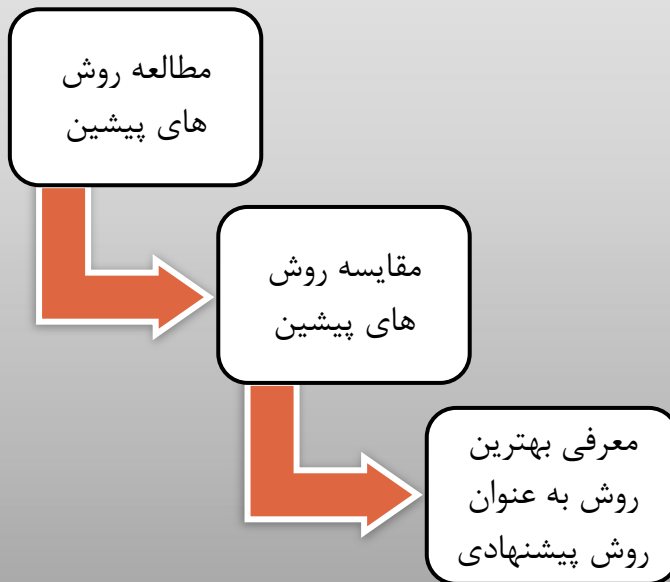 مطالعه روش
های پیشین
مقایسه روش
های پیشین
معرفی بهترین
روش به عنوان
روش پیشنهادی